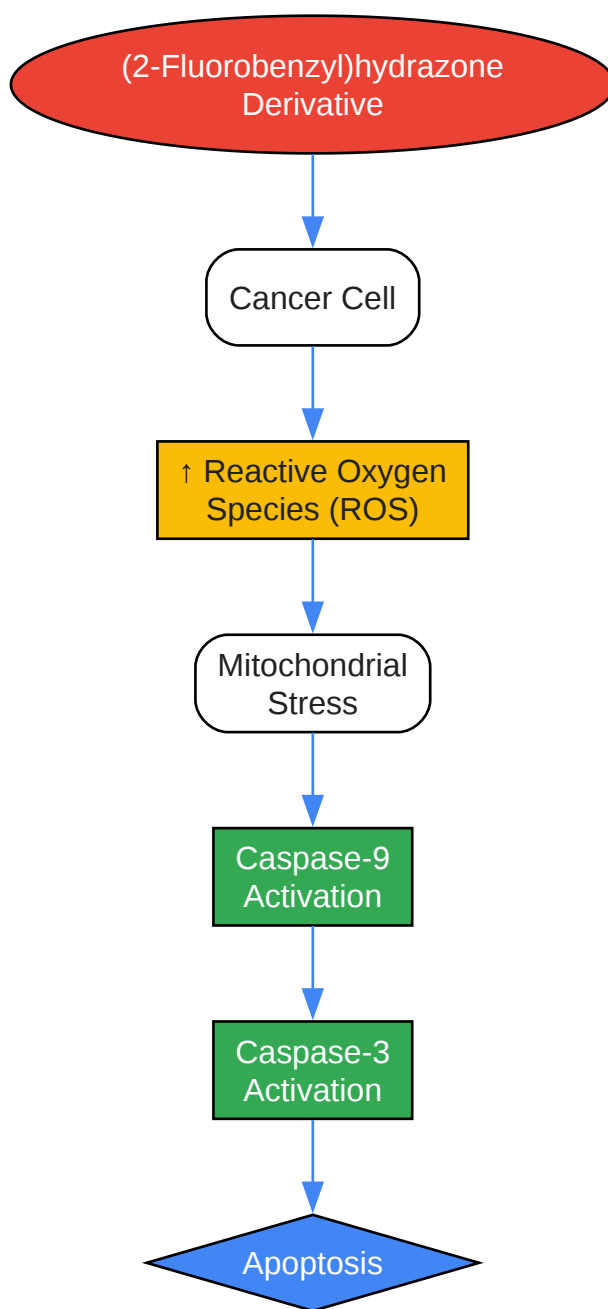 (2-Fluorobenzyl)hydrazone
Derivative
Cancer Cell
↑ Reactive Oxygen
Species (ROS)
Mitochondrial
Stress
Caspase-9
Activation
Caspase-3
Activation
Apoptosis